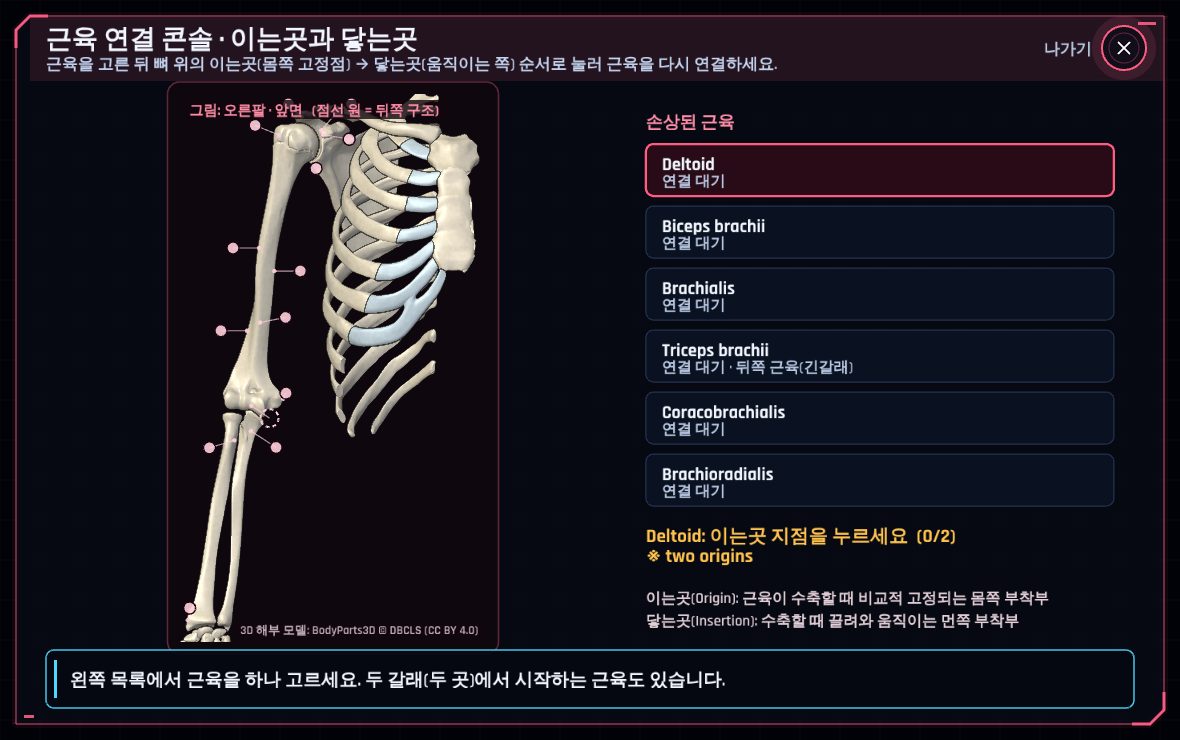 근육 연결 콘솔 · 이는곳과 닿는곳
근육을 고른 뒤 뼈 위의 이는곳(몸쪽 고정점) → 닿는곳(움직이는 쪽) 순서로 눌러 근육을 다시 연결하세요.
나가기
그림: 오른팔 · 앞면 (점선 원 = 뒤쪽 구조)
3D 해부 모델: BodyParts3D © DBCLS (CC BY 4.0)
손상된 근육
Deltoid
연결 대기
Biceps brachii
연결 대기
Brachialis
연결 대기
Triceps brachii
연결 대기 · 뒤쪽 근육(긴갈래)
Coracobrachialis
연결 대기
Brachioradialis
연결 대기
Deltoid: 이는곳 지점을 누르세요 (0/2)
※ two origins
이는곳(Origin): 근육이 수축할 때 비교적 고정되는 몸쪽 부착부
닿는곳(Insertion): 수축할 때 끌려와 움직이는 먼쪽 부착부
왼쪽 목록에서 근육을 하나 고르세요. 두 갈래(두 곳)에서 시작하는 근육도 있습니다.